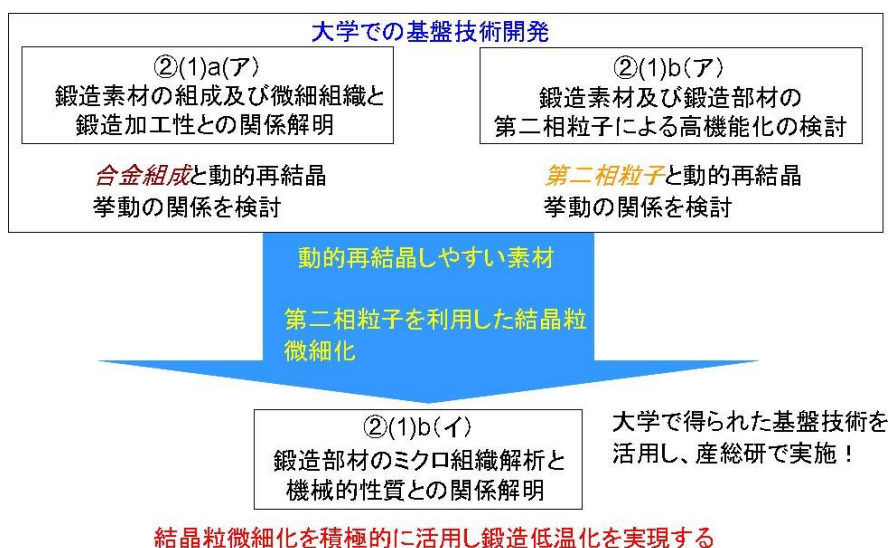 大学での基盤技術開発
②(1)a(ア)
鍛造素材の組成及び微細組織と
鍛造加工性との関係解明
②(1)b(ア)
鍛造素材及び鍛造部材の
第二相粒子による高機能化の検討
合金組成と動的再結晶
挙動の関係を検討
第二相粒子と動的再結晶
挙動の関係を検討
動的再結晶しやすい素材
第二相粒子を利用した結晶粒
微細化
②(1)b(イ)
鍛造部材のミクロ組織解析と
機械的性質との関係解明
大学で得られた基盤技術を
活用し、産総研で実施！
結晶粒微細化を積極的に活用し鍛造低温化を実現する